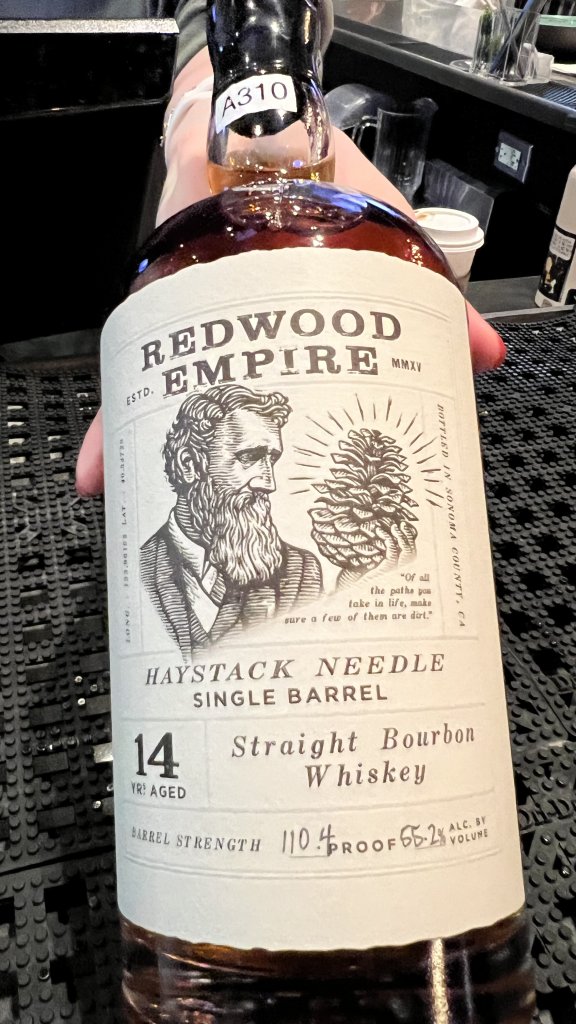 A310
REDWOOD
EMPIRE
ESTD.
MMXV
BOTTLED IN SONOMA COUNTY, CA
"Of all
the paths you
take in life, make
sure a few of them are dirt."
HAYSTACK NEEDLE
SINGLE BARREL
14
YRS AGED
Straight Bourbon
Whiskey
BARREL STRENGTH 110.4 PROOF 55.2% ALC. BY
VOLUME